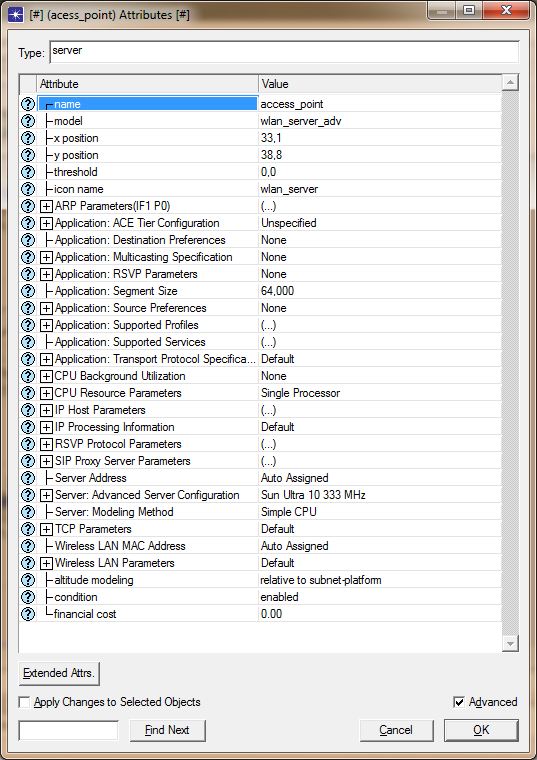 [#] (acess_point) Attributes [#]
Type: server
Attribute Value
name access_point
model wlan_server_adv
x position 33,1
y position 38,8
threshold 0,0
icon name wlan_server
ARP Parameters(IF1 P0) (...)
Application: ACE Tier Configuration Unspecified
Application: Destination Preferences None
Application: Multicasting Specification None
Application: RSVP Parameters None
Application: Segment Size 64,000
Application: Source Preferences None
Application: Supported Profiles (...)
Application: Supported Services (...)
Application: Transport Protocol Specifica... Default
CPU Background Utilization None
CPU Resource Parameters Single Processor
IP Host Parameters (...)
IP Processing Information Default
RSVP Protocol Parameters (...)
SIP Proxy Server Parameters (...)
Server Address Auto Assigned
Server: Advanced Server Configuration Sun Ultra 10 333 MHz
Server: Modeling Method Simple CPU
TCP Parameters Default
Wireless LAN MAC Address Auto Assigned
Wireless LAN Parameters Default
altitude modeling relative to subnet-platform
condition enabled
financial cost 0.00
Extended Attrs.
Apply Changes to Selected Objects Advanced
Find Next Cancel OK